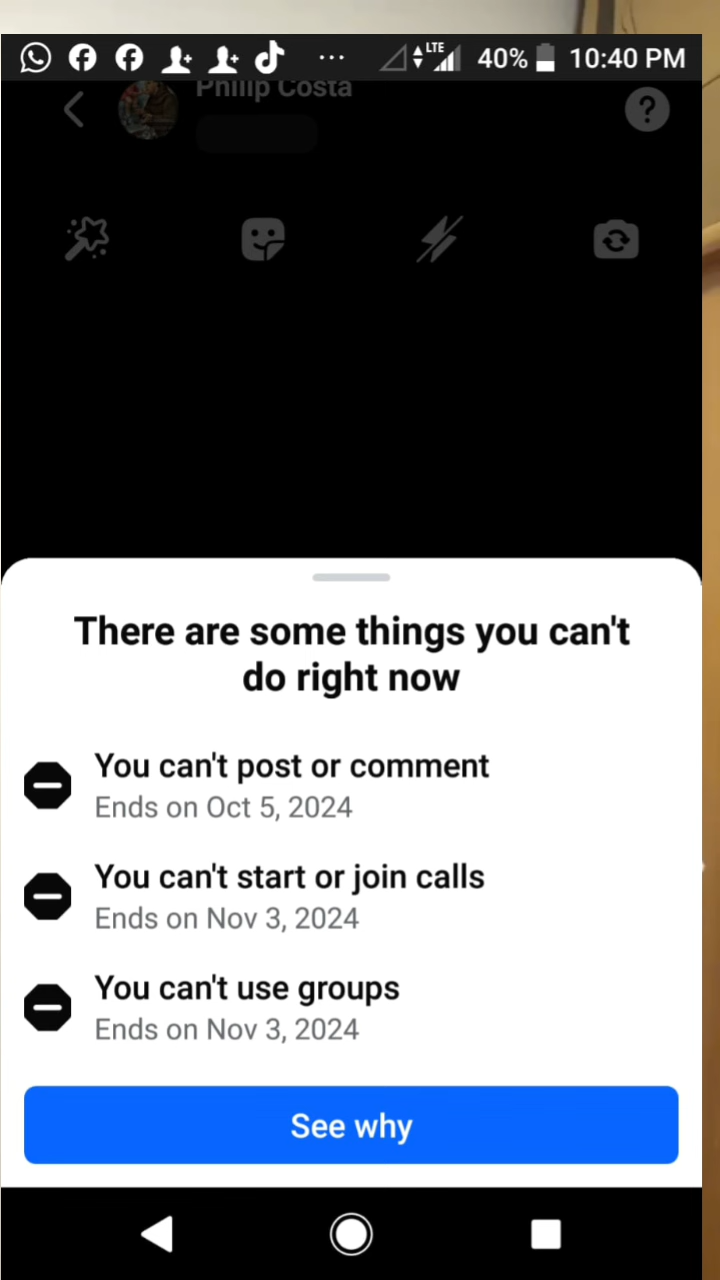 LTE
40%
10:40 PM
Philip Costa
There are some things you can't
do right now
You can't post or comment
Ends on Oct 5, 2024
You can't start or join calls
Ends on Nov 3, 2024
You can't use groups
Ends on Nov 3, 2024
See why